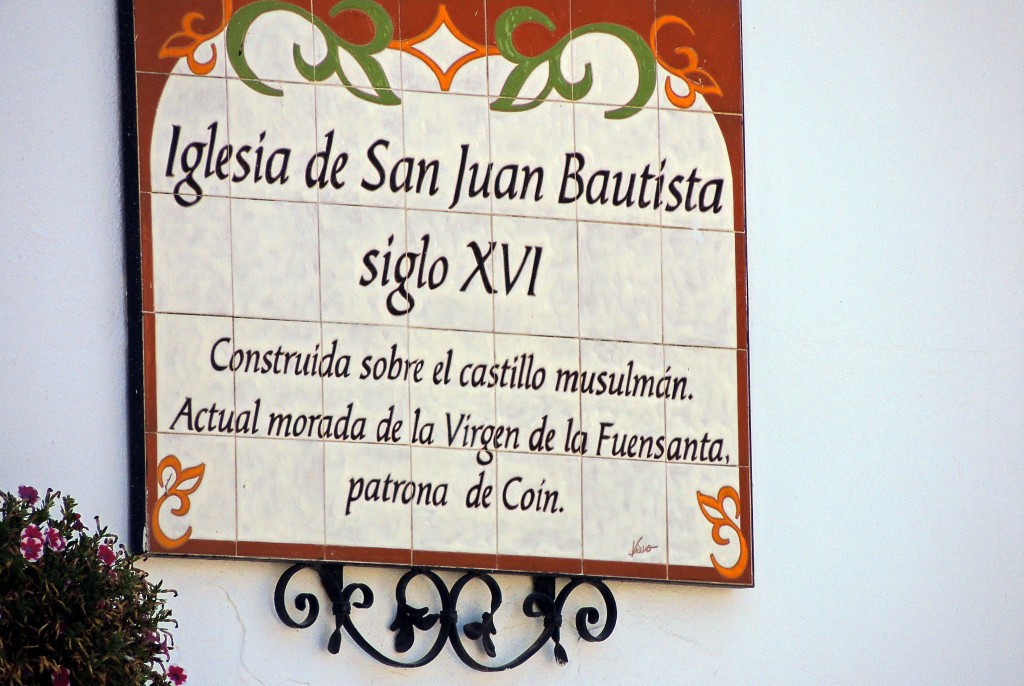 Iglesia de San Juan Bautista
siglo XVI
Construida sobre el castillo musulmán.
Actual morada de la Virgen de la Fuensanta,
patrona de Coín.